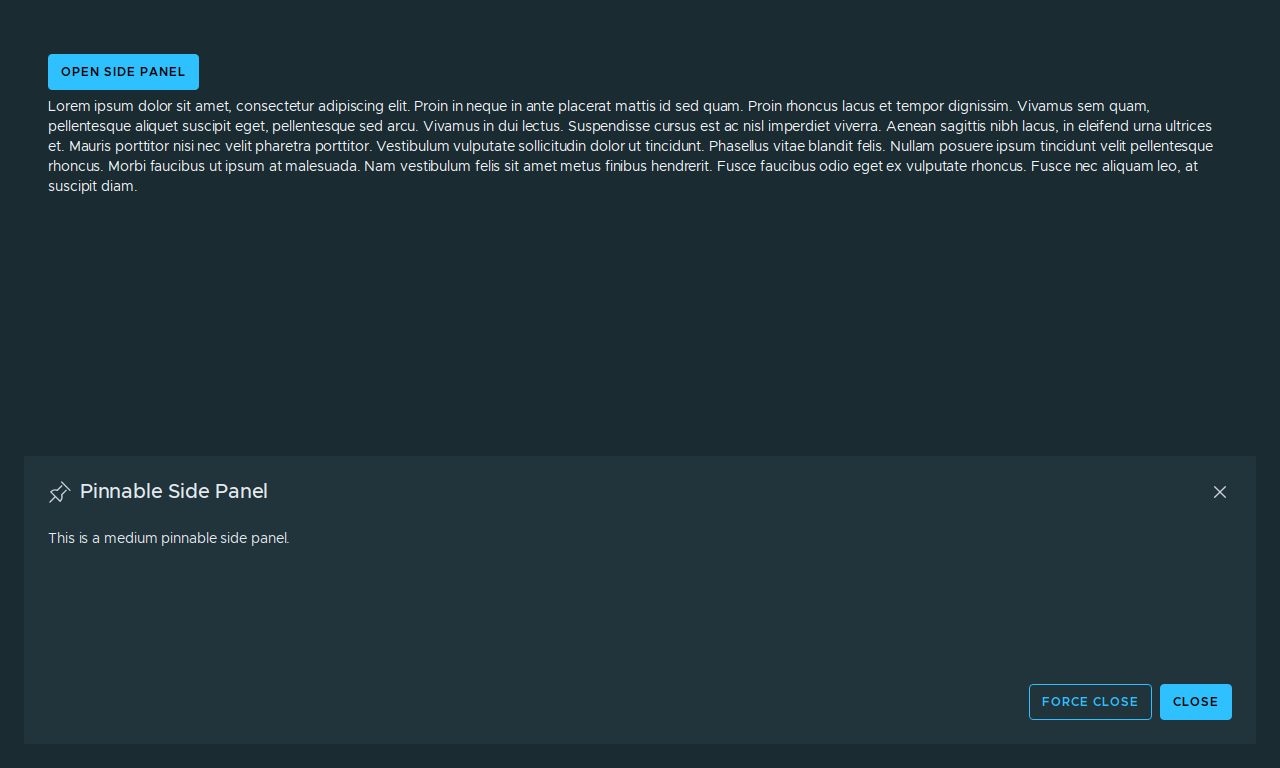 OPEN SIDE PANEL
Lorem ipsum dolor sit amet, consectetur adipiscing elit. Proin in neque in ante placerat mattis id sed quam. Proin rhoncus lacus et tempor dignissim. Vivamus sem quam,
pellentesque aliquet suscipit eget, pellentesque sed arcu. Vivamus in dui lectus. Suspendisse cursus est ac nisl imperdiet viverra. Aenean sagittis nibh lacus, in eleifend urna ultrices
et. Mauris porttitor nisi nec velit pharetra porttitor. Vestibulum vulputate sollicitudin dolor ut tincidunt. Phasellus vitae blandit felis. Nullam posuere ipsum tincidunt velit pellentesque
rhoncus. Morbi faucibus ut ipsum at malesuada. Nam vestibulum felis sit amet metus finibus hendrerit. Fusce faucibus odio eget ex vulputate rhoncus. Fusce nec aliquam leo, at
suscipit diam.
Pinnable Side Panel
This is a medium pinnable side panel.
FORCE CLOSE
CLOSE